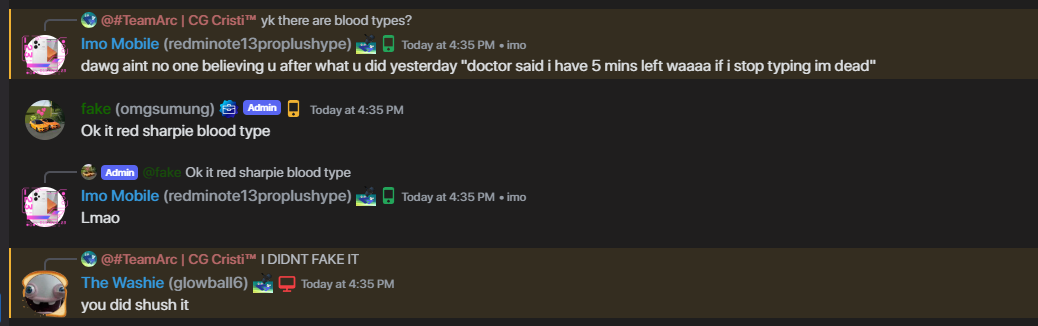 @#TeamArc | CG Cristi™ yk there are blood types?
Imo Mobile (redminote13proplushype) Today at 4:35 PM • imo
dawg aint no one believing u after what u did yesterday "doctor said i have 5 mins left waaaa if i stop typing im dead"
fake (omgsumung) Admin Today at 4:35 PM
Ok it red sharpie blood type
Admin @fake Ok it red sharpie blood type
Imo Mobile (redminote13proplushype) Today at 4:35 PM • imo
Lmao
@#TeamArc | CG Cristi™ I DIDNT FAKE IT
The Washie (glowball6) Today at 4:35 PM
you did shush it